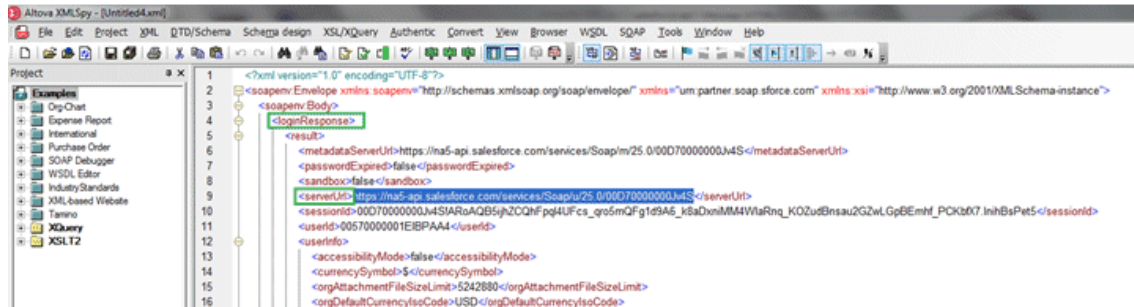 Altova XMLSpy - [Untitled4.xml]
File Edit Project XML DTD/Schema Schema design XSL/XQuery Authentic Convert View Browser WSDL SOAP Tools Window Help
Project
Examples
Org-Chart
Expense Report
International
Purchase Order
SOAP Debugger
WSDL Editor
IndustryStandards
XML-based Website
Tamino
XQuery
XSLT2
1 <?xml version="1.0" encoding="UTF-8"?>
2 <soapenv:Envelope xmlns:soapenv="http://schemas.xmlsoap.org/soap/envelope/" xmlns="urn:partner.soap.sforce.com" xmlns:xsi="http://www.w3.org/2001/XMLSchema-instance">
3 <soapenv:Body>
4 <loginResponse>
5 <result>
6 <metadataServerUrl>https://na5-api.salesforce.com/services/Soap/m/25.0/00D70000000Jv4S</metadataServerUrl>
7 <passwordExpired>false</passwordExpired>
8 <sandbox>false</sandbox>
9 <serverUrl>https://na5-api.salesforce.com/services/Soap/u/25.0/00D70000000Jv4S</serverUrl>
10 <sessionId></sessionId>
11 <userId>00570000001EIBPAA4</userId>
12 <userInfo>
13 <accessibilityMode>false</accessibilityMode>
14 <currencySymbol>$</currencySymbol>
15 <orgAttachmentFileSizeLimit>5242880</orgAttachmentFileSizeLimit>
16 <orgDefaultCurrencyIsoCode>USD</orgDefaultCurrencyIsoCode>